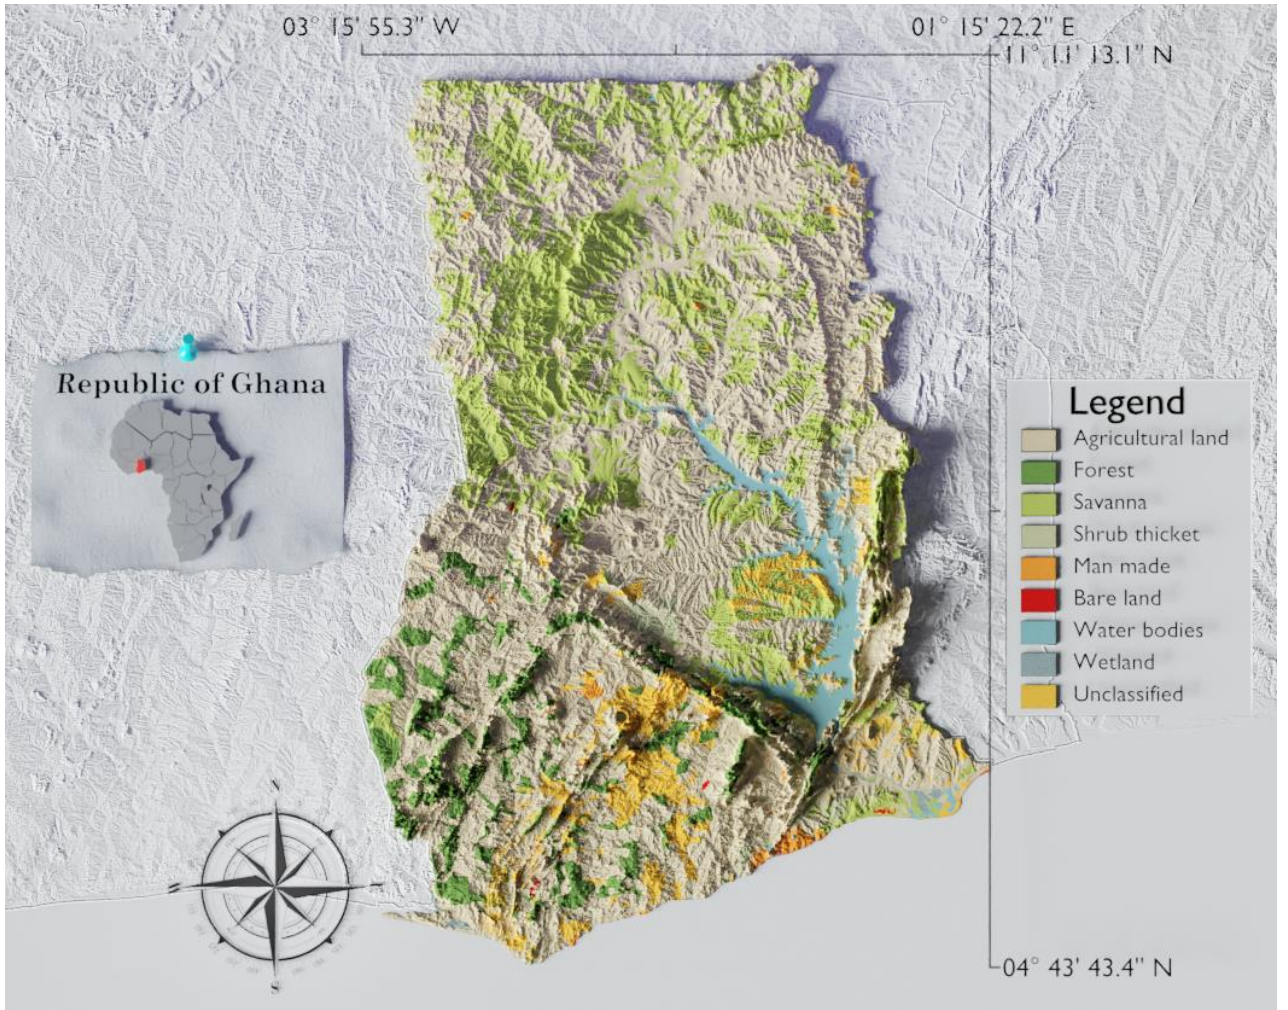 03° 15' 55.3" W
01° 15' 22.2" E
11° 11' 13.1" N
Republic of Ghana
Legend
Agricultural land
Forest
Savanna
Shrub thicket
Man made
Bare land
Water bodies
Wetland
Unclassified
N
S
04° 43' 43.4" N